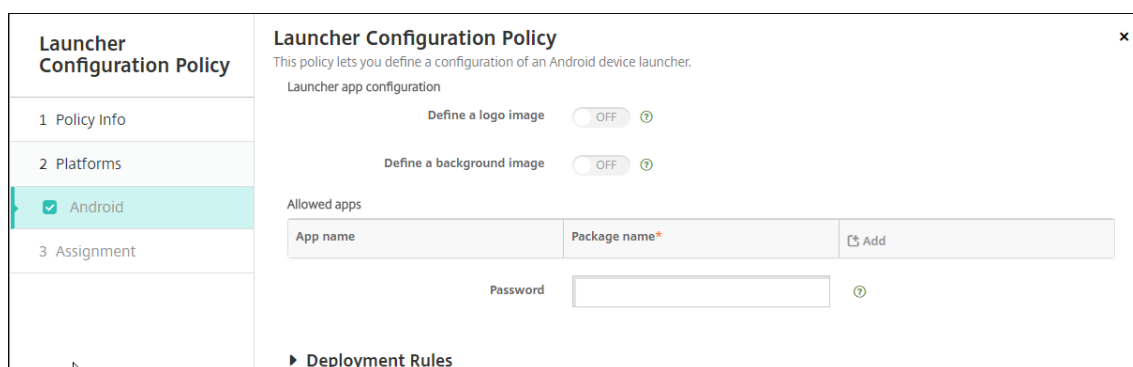 Launcher
Configuration Policy
1 Policy Info
2 Platforms
Android
3 Assignment
Launcher Configuration Policy
This policy lets you define a configuration of an Android device launcher.
Launcher app configuration
Define a logo image OFF ?
Define a background image OFF ?
Allowed apps
App name Package name* Add
Password ?
Deployment Rules